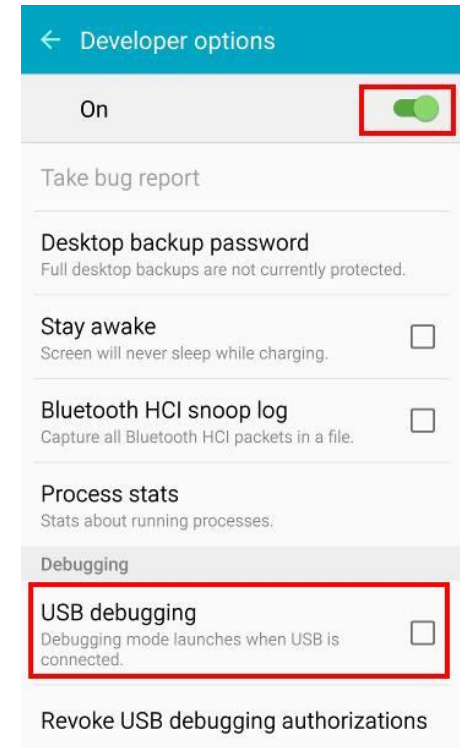 Developer options
On
Take bug report
Desktop backup password
Full desktop backups are not currently protected.
Stay awake
Screen will never sleep while charging.
Bluetooth HCI snoop log
Capture all Bluetooth HCI packets in a file.
Process stats
Stats about running processes.
Debugging
USB debugging
Debugging mode launches when USB is
connected.
Revoke USB debugging authorizations